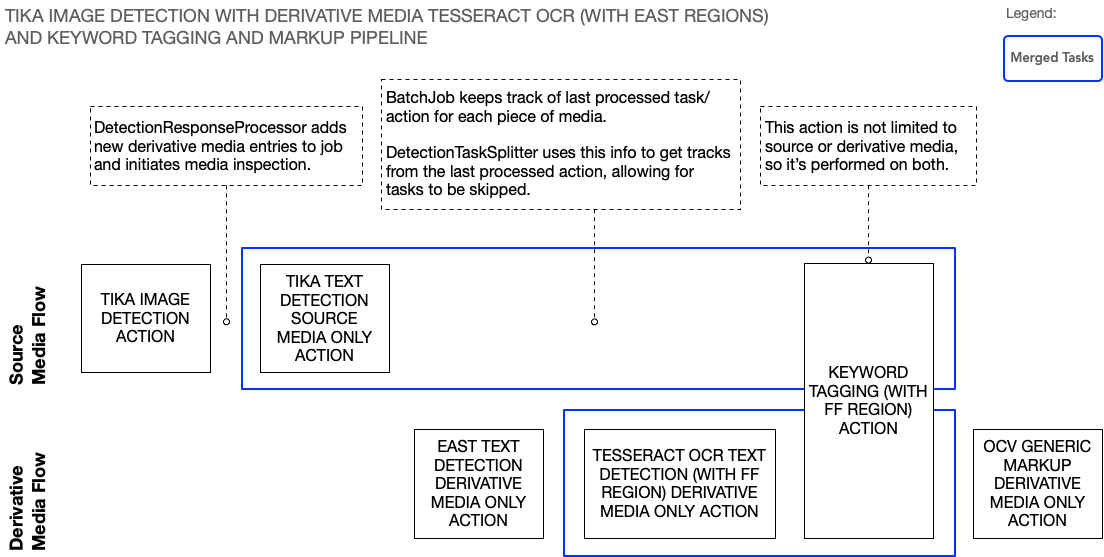 TIKA IMAGE DETECTION WITH DERIVATIVE MEDIA TESSERACT OCR (WITH EAST REGIONS)
AND KEYWORD TAGGING AND MARKUP PIPELINE
Legend:
Merged Tasks
DetectionResponseProcessor adds
new derivative media entries to job
and initiates media inspection.
BatchJob keeps track of last processed task/
action for each piece of media.
DetectionTaskSplitter uses this info to get tracks
from the last processed action, allowing for
tasks to be skipped.
This action is not limited to
source or derivative media,
so it's performed on both.
Source
Media Flow
TIKA IMAGE
DETECTION
ACTION
TIKA TEXT
DETECTION
SOURCE
MEDIA ONLY
ACTION
KEYWORD
TAGGING (WITH
FF REGION)
ACTION
Derivative
Media Flow
EAST TEXT
DETECTION
DERIVATIVE
MEDIA ONLY
ACTION
TESSERACT OCR TEXT
DETECTION (WITH FF
REGION) DERIVATIVE
MEDIA ONLY ACTION
OCV GENERIC
MARKUP
DERIVATIVE
MEDIA ONLY
ACTION